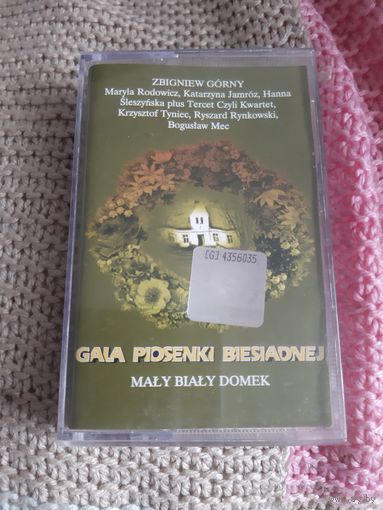 ZBIGNIEW GÓRNY
Maryla Rodowicz, Katarzyna Jamróz, Hanna
Śleszyńska plus Tercet Czyli Kwartet,
Krzysztof Tyniec, Ryszard Rynkowski,
Bogusław Mec
[G] 4356035
GALA PIOSENKI BIESIADNEJ
MAŁY BIAŁY DOMEK